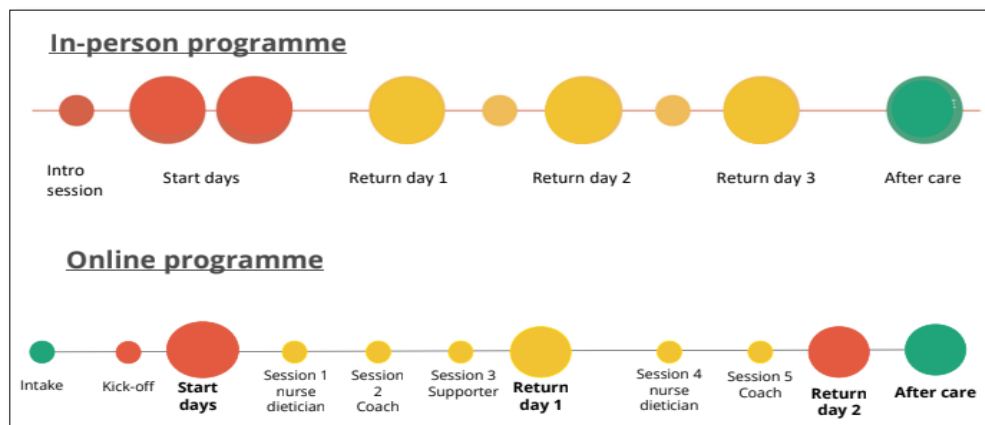 In-person programme
Intro
session
Start days
Return day 1
Return day 2
Return day 3
After care
Online programme
Intake
Kick-off
Start
days
Session 1
nurse
dietician
Session
2
Coach
Session 3
Supporter
Return
day 1
Session 4
nurse
dietician
Session 5
Coach
Return
day 2
After care